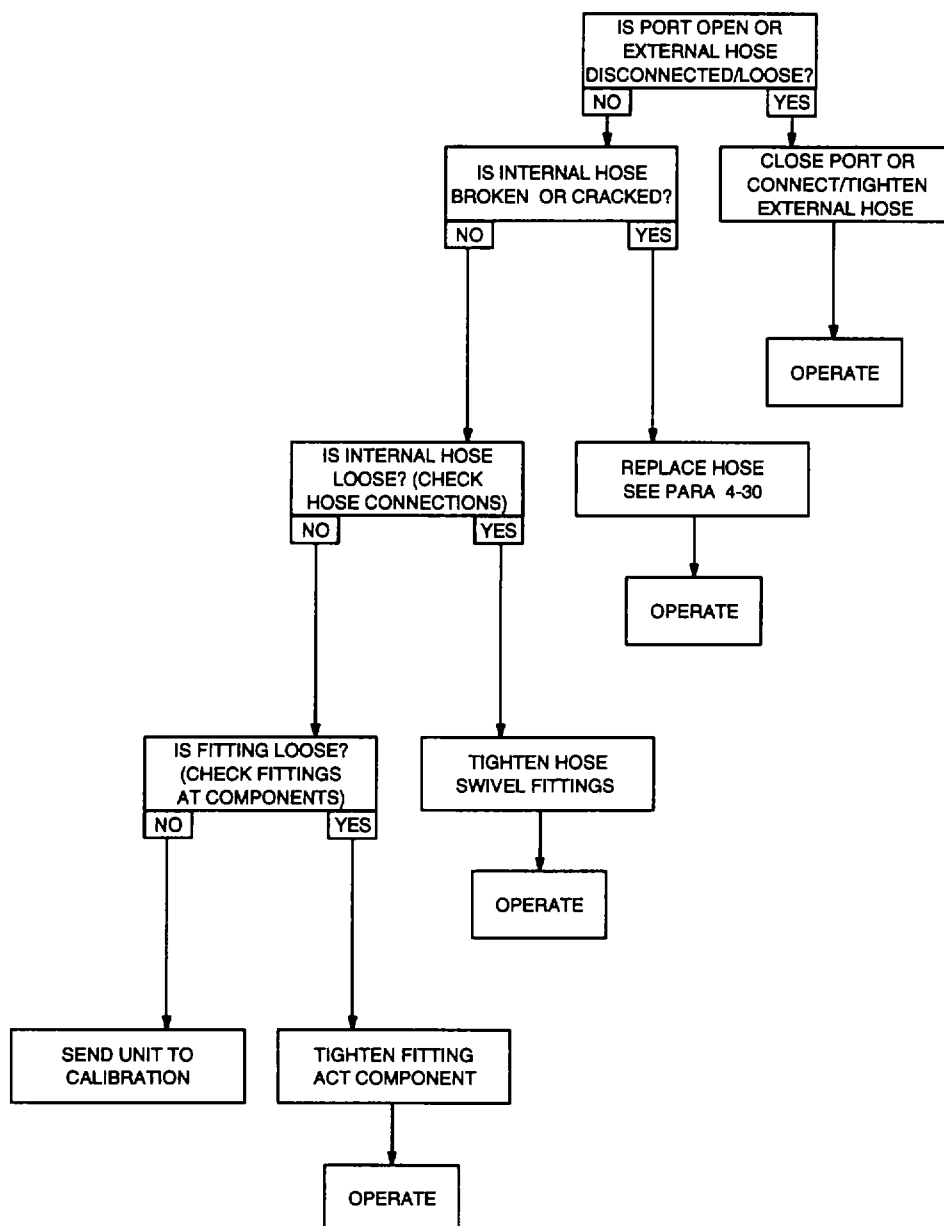 IS PORT OPEN OR
EXTERNAL HOSE
DISCONNECTED/LOOSE?
NO
YES
IS INTERNAL HOSE
BROKEN OR CRACKED?
NO
YES
CLOSE PORT OR
CONNECT/TIGHTEN
EXTERNAL HOSE
OPERATE
IS INTERNAL HOSE
LOOSE? (CHECK
HOSE CONNECTIONS)
NO
YES
REPLACE HOSE
SEE PARA 4-30
OPERATE
IS FITTING LOOSE?
(CHECK FITTINGS
AT COMPONENTS)
NO
YES
TIGHTEN HOSE
SWIVEL FITTINGS
OPERATE
SEND UNIT TO
CALIBRATION
TIGHTEN FITTING
ACT COMPONENT
OPERATE